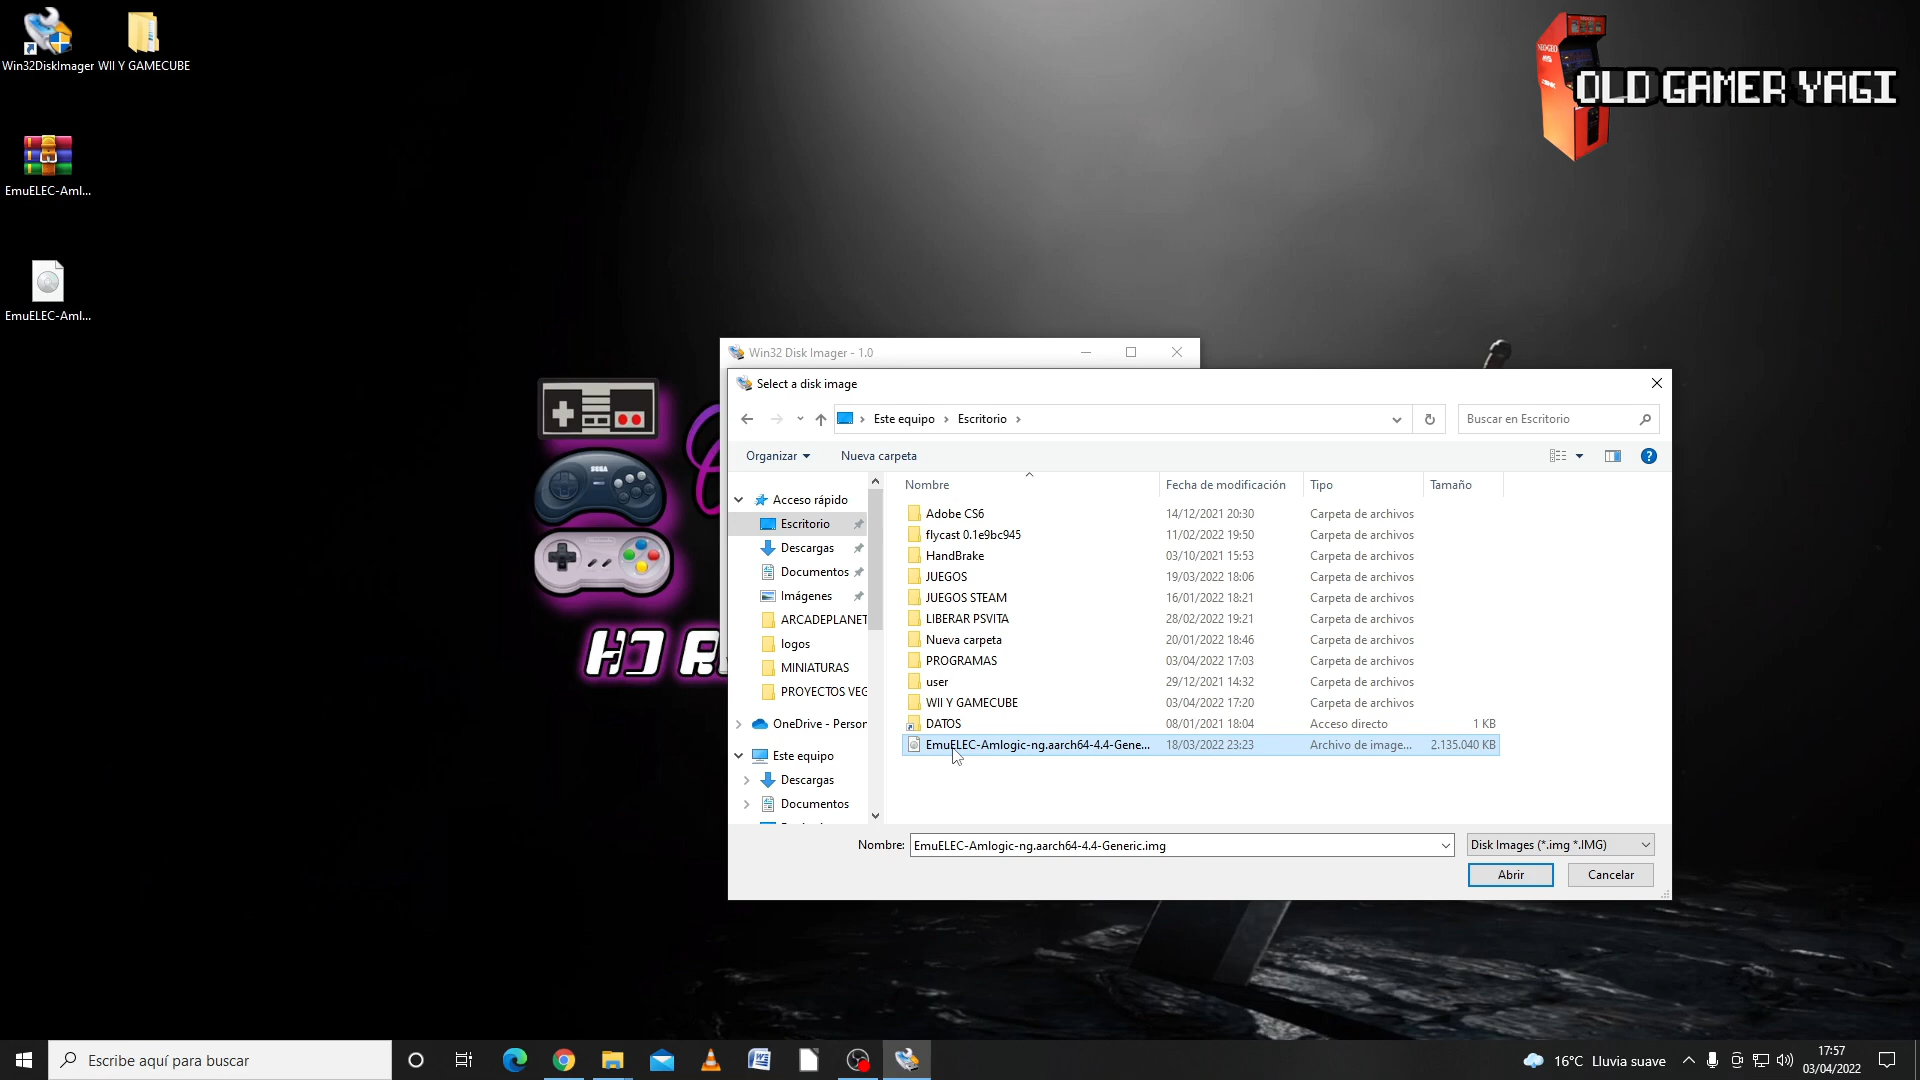 Win32DiskImager
WII Y GAMECUBE
EmuELEC-Aml...
EmuELEC-Aml...
NEO-GEO
OLD GAMER YAGI
SEGA
HD
Win32 Disk Imager - 1.0
Select a disk image
Este equipo
Escritorio
Buscar en Escritorio
Organizar
Nueva carpeta
Acceso rápido
Escritorio
Descargas
Documentos
Imágenes
ARCADEPLANET
logos
MINIATURAS
PROYECTOS VEG
OneDrive - Person
Este equipo
Descargas
Documentos
Nombre Fecha de modificación Tipo Tamaño
Adobe CS6 14/12/2021 20:30 Carpeta de archivos
flycast 0.1e9bc945 11/02/2022 19:50 Carpeta de archivos
HandBrake 03/10/2021 15:53 Carpeta de archivos
JUEGOS 19/03/2022 18:06 Carpeta de archivos
JUEGOS STEAM 16/01/2022 18:21 Carpeta de archivos
LIBERAR PSVITA 28/02/2022 19:21 Carpeta de archivos
Nueva carpeta 20/01/2022 18:46 Carpeta de archivos
PROGRAMAS 03/04/2022 17:03 Carpeta de archivos
user 29/12/2021 14:32 Carpeta de archivos
WII Y GAMECUBE 03/04/2022 17:20 Carpeta de archivos
DATOS 08/01/2021 18:04 Acceso directo 1 KB
EmuELEC-Amlogic-ng.aarch64-4.4-Gene... 18/03/2022 23:23 Archivo de image... 2.135.040 KB
Nombre: EmuELEC-Amlogic-ng.aarch64-4.4-Generic.img
Disk Images (*.img *.IMG)
Abrir
Cancelar
Escribe aquí para buscar
16°C Lluvia suave
17:57
03/04/2022